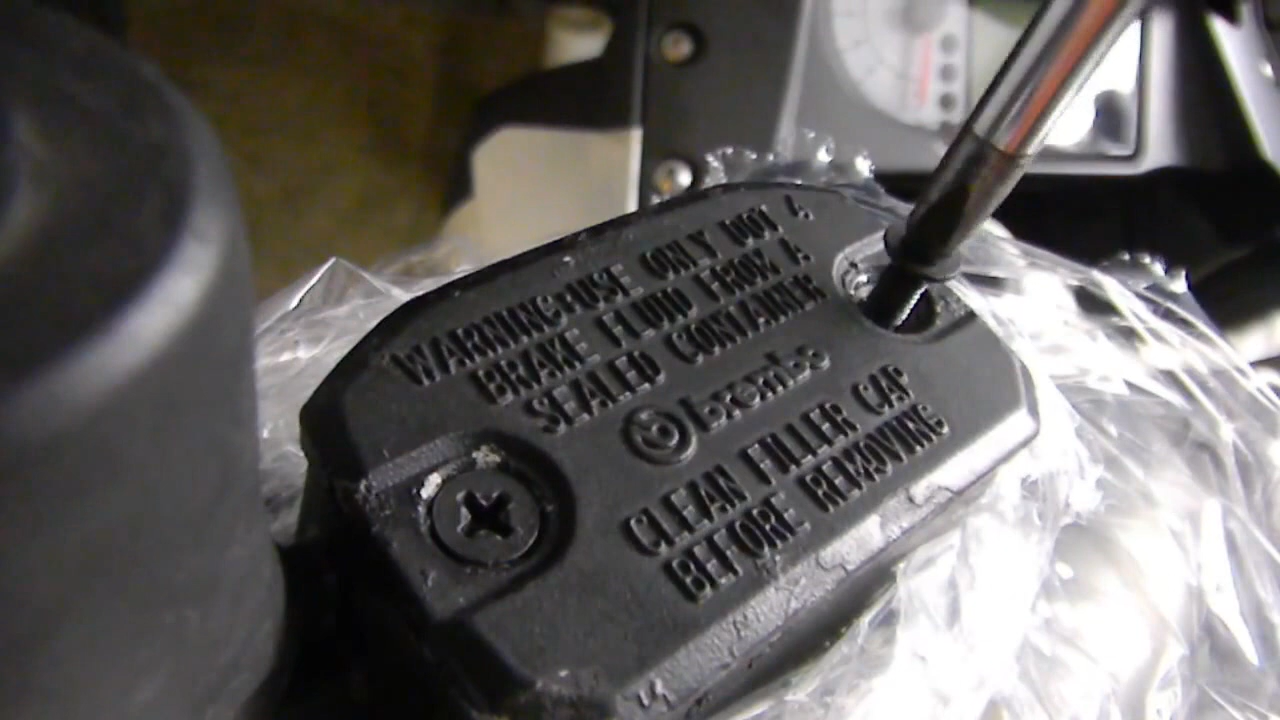 WARNING:USE ONLY DOT 4
BRAKE FLUID FROM A
SEALED CONTAINER
brembo
CLEAN FILLER CAP
BEFORE REMOVING